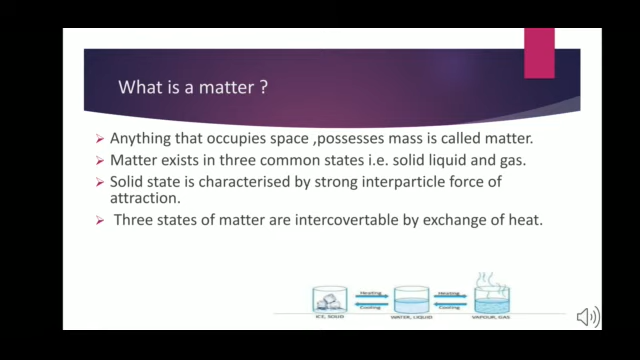 What is a matter ?
Anything that occupies space ,possesses mass is called matter.
Matter exists in three common states i.e. solid liquid and gas.
Solid state is characterised by strong interparticle force of
attraction.
Three states of matter are intercovertable by exchange of heat.
Heating
Heating
Cooling
Cooling
ICE, SOLID
WATER, LIQUID
VAPOUR, GAS